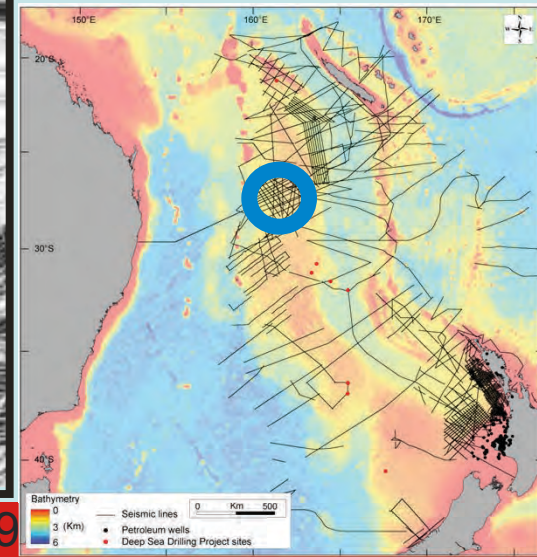 150°E
160°E
170°E
N
W
E
S
20°S
30°S
40°S
Bathymetry
0
3 (Km)
6
Seismic lines
Petroleum wells
Deep Sea Drilling Project sites
0 Km 500
9